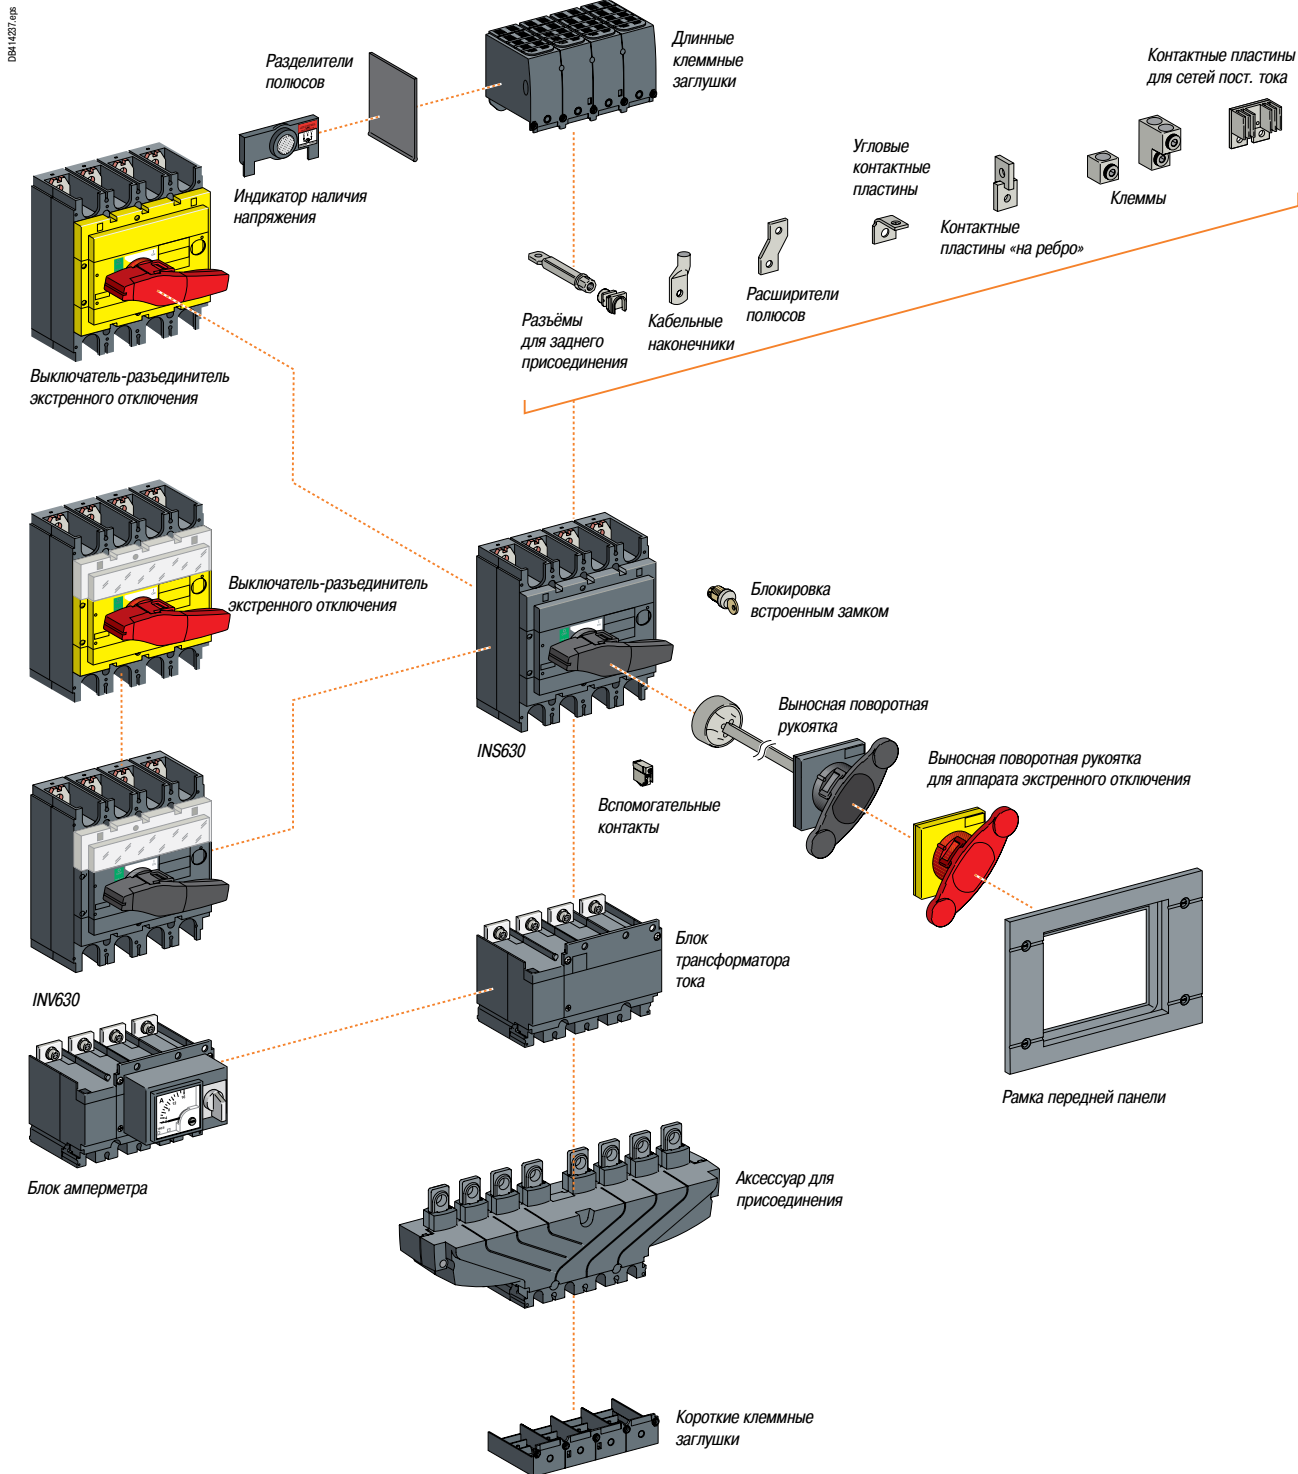 DB414237.eps
Разделители
полюсов
Длинные
клеммные
заглушки
Контактные пластины
для сетей пост. тока
Индикатор наличия
напряжения
Угловые
контактные
пластины
Клеммы
Контактные
пластины «на ребро»
Расширители
полюсов
Кабельные
наконечники
Разъёмы
для заднего
присоединения
Выключатель-разъединитель
экстренного отключения
Выключатель-разъединитель
экстренного отключения
Блокировка
встроенным замком
INS630
Выносная поворотная
рукоятка
Выносная поворотная рукоятка
для аппарата экстренного отключения
Вспомогательные
контакты
Блок
трансформатора
тока
INV630
A
Рамка передней панели
Блок амперметра
Аксессуар для
присоединения
Короткие клеммные
заглушки